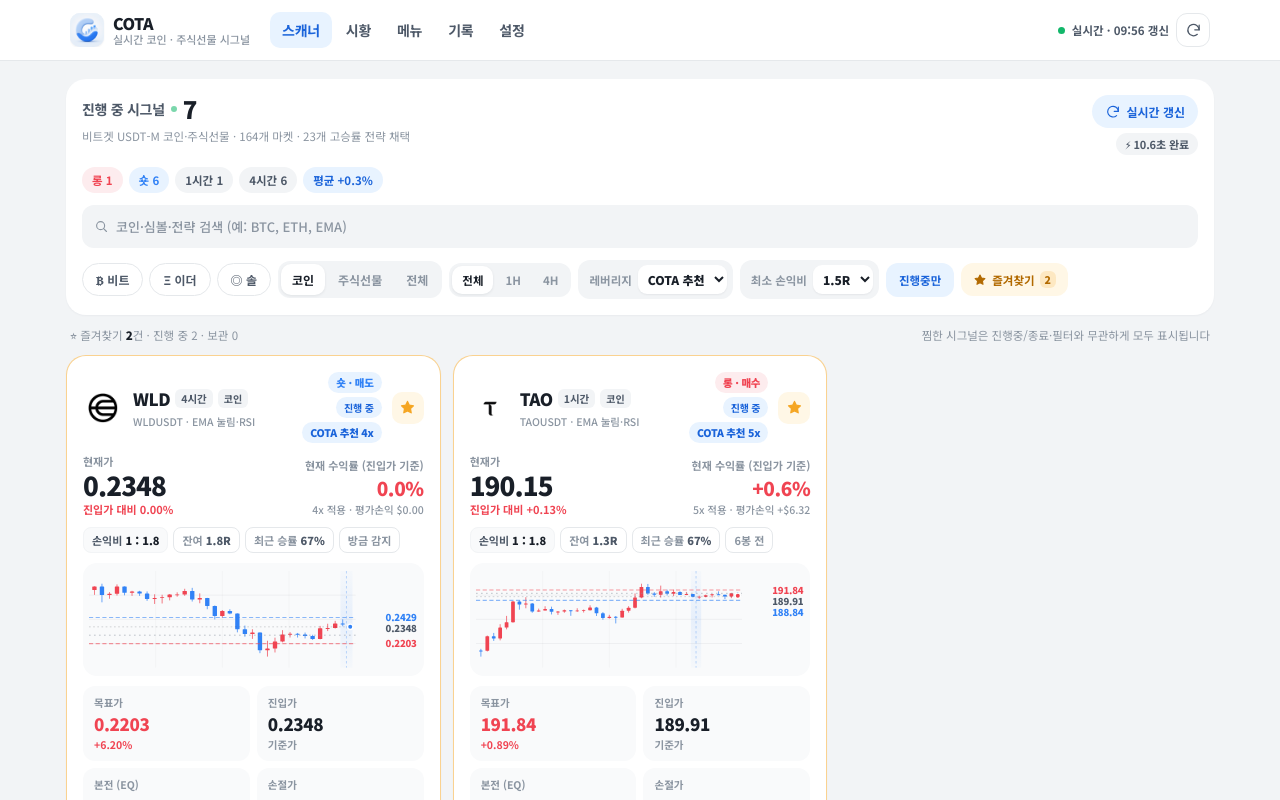 COTA
실시간 코인 · 주식선물 시그널
스캐너 시황 메뉴 기록 설정
실시간 · 09:56 갱신
진행 중 시그널 7
비트겟 USDT-M 코인·주식선물 · 164개 마켓 · 23개 고승률 전략 채택
실시간 갱신
⚡ 10.6초 완료
롱 1 숏 6 1시간 1 4시간 6 평균 +0.3%
코인·심볼·전략 검색 (예: BTC, ETH, EMA)
₿ 비트 Ξ 이더 ◎ 솔 코인 주식선물 전체 전체 1H 4H 레버리지 COTA 추천 최소 손익비 1.5R 진행중만 ★ 즐겨찾기 2
⭐ 즐겨찾기 2건 · 진행 중 2 · 보관 0
찜한 시그널은 진행중/종료·필터와 무관하게 모두 표시됩니다
WLD 4시간 코인
WLDUSDT · EMA 눌림·RSI
숏 · 매도
진행 중
COTA 추천 4x
현재가
0.2348
진입가 대비 0.00%
현재 수익률 (진입가 기준)
0.0%
4x 적용 · 평가손익 $0.00
손익비 1 : 1.8 잔여 1.8R 최근 승률 67% 방금 감지
0.2429
0.2348
0.2203
목표가
0.2203
+6.20%
진입가
0.2348
기준가
본전 (EQ)
손절가
τ
TAO 1시간 코인
TAOUSDT · EMA 눌림·RSI
롱 · 매수
진행 중
COTA 추천 5x
현재가
190.15
진입가 대비 +0.13%
현재 수익률 (진입가 기준)
+0.6%
5x 적용 · 평가손익 +$6.32
손익비 1 : 1.8 잔여 1.3R 최근 승률 67% 6봉 전
191.84
189.91
188.84
목표가
191.84
+0.89%
진입가
189.91
기준가
본전 (EQ)
손절가